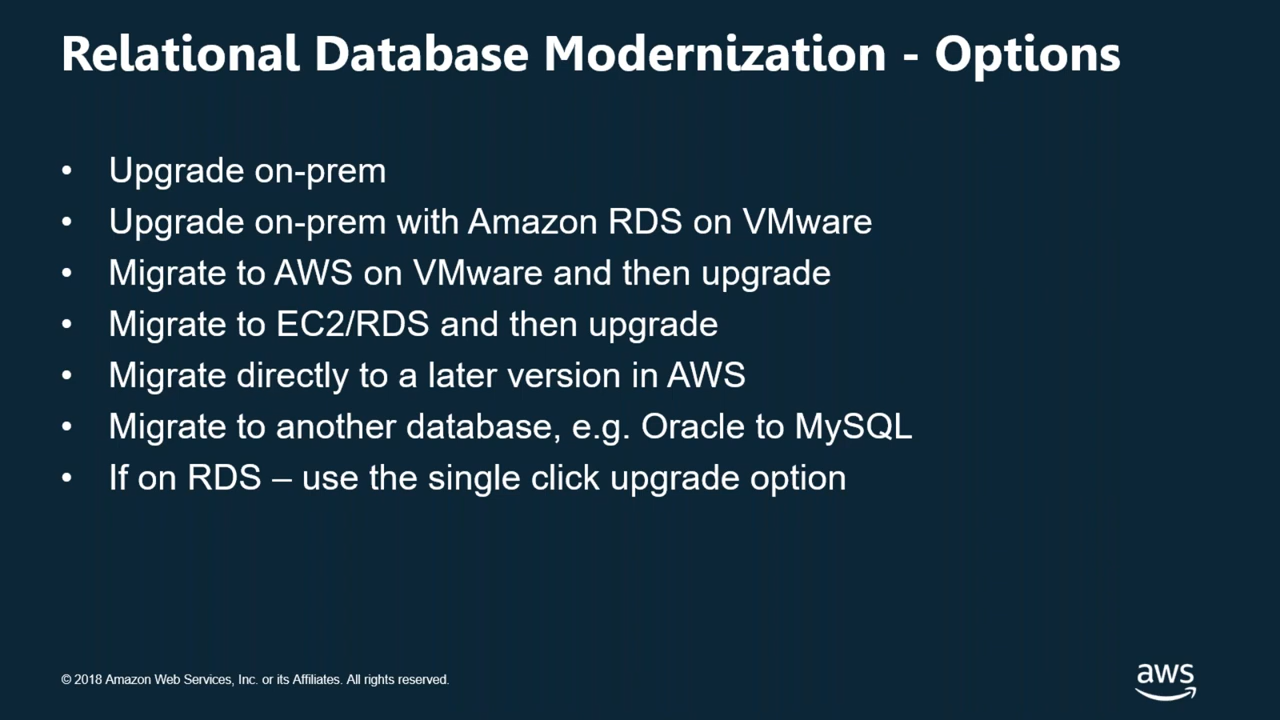 Relational Database Modernization - Options
• Upgrade on-prem
• Upgrade on-prem with Amazon RDS on VMware
• Migrate to AWS on VMware and then upgrade
• Migrate to EC2/RDS and then upgrade
• Migrate directly to a later version in AWS
• Migrate to another database, e.g. Oracle to MySQL
• If on RDS – use the single click upgrade option
© 2018 Amazon Web Services, Inc. or its Affiliates. All rights reserved.
aws